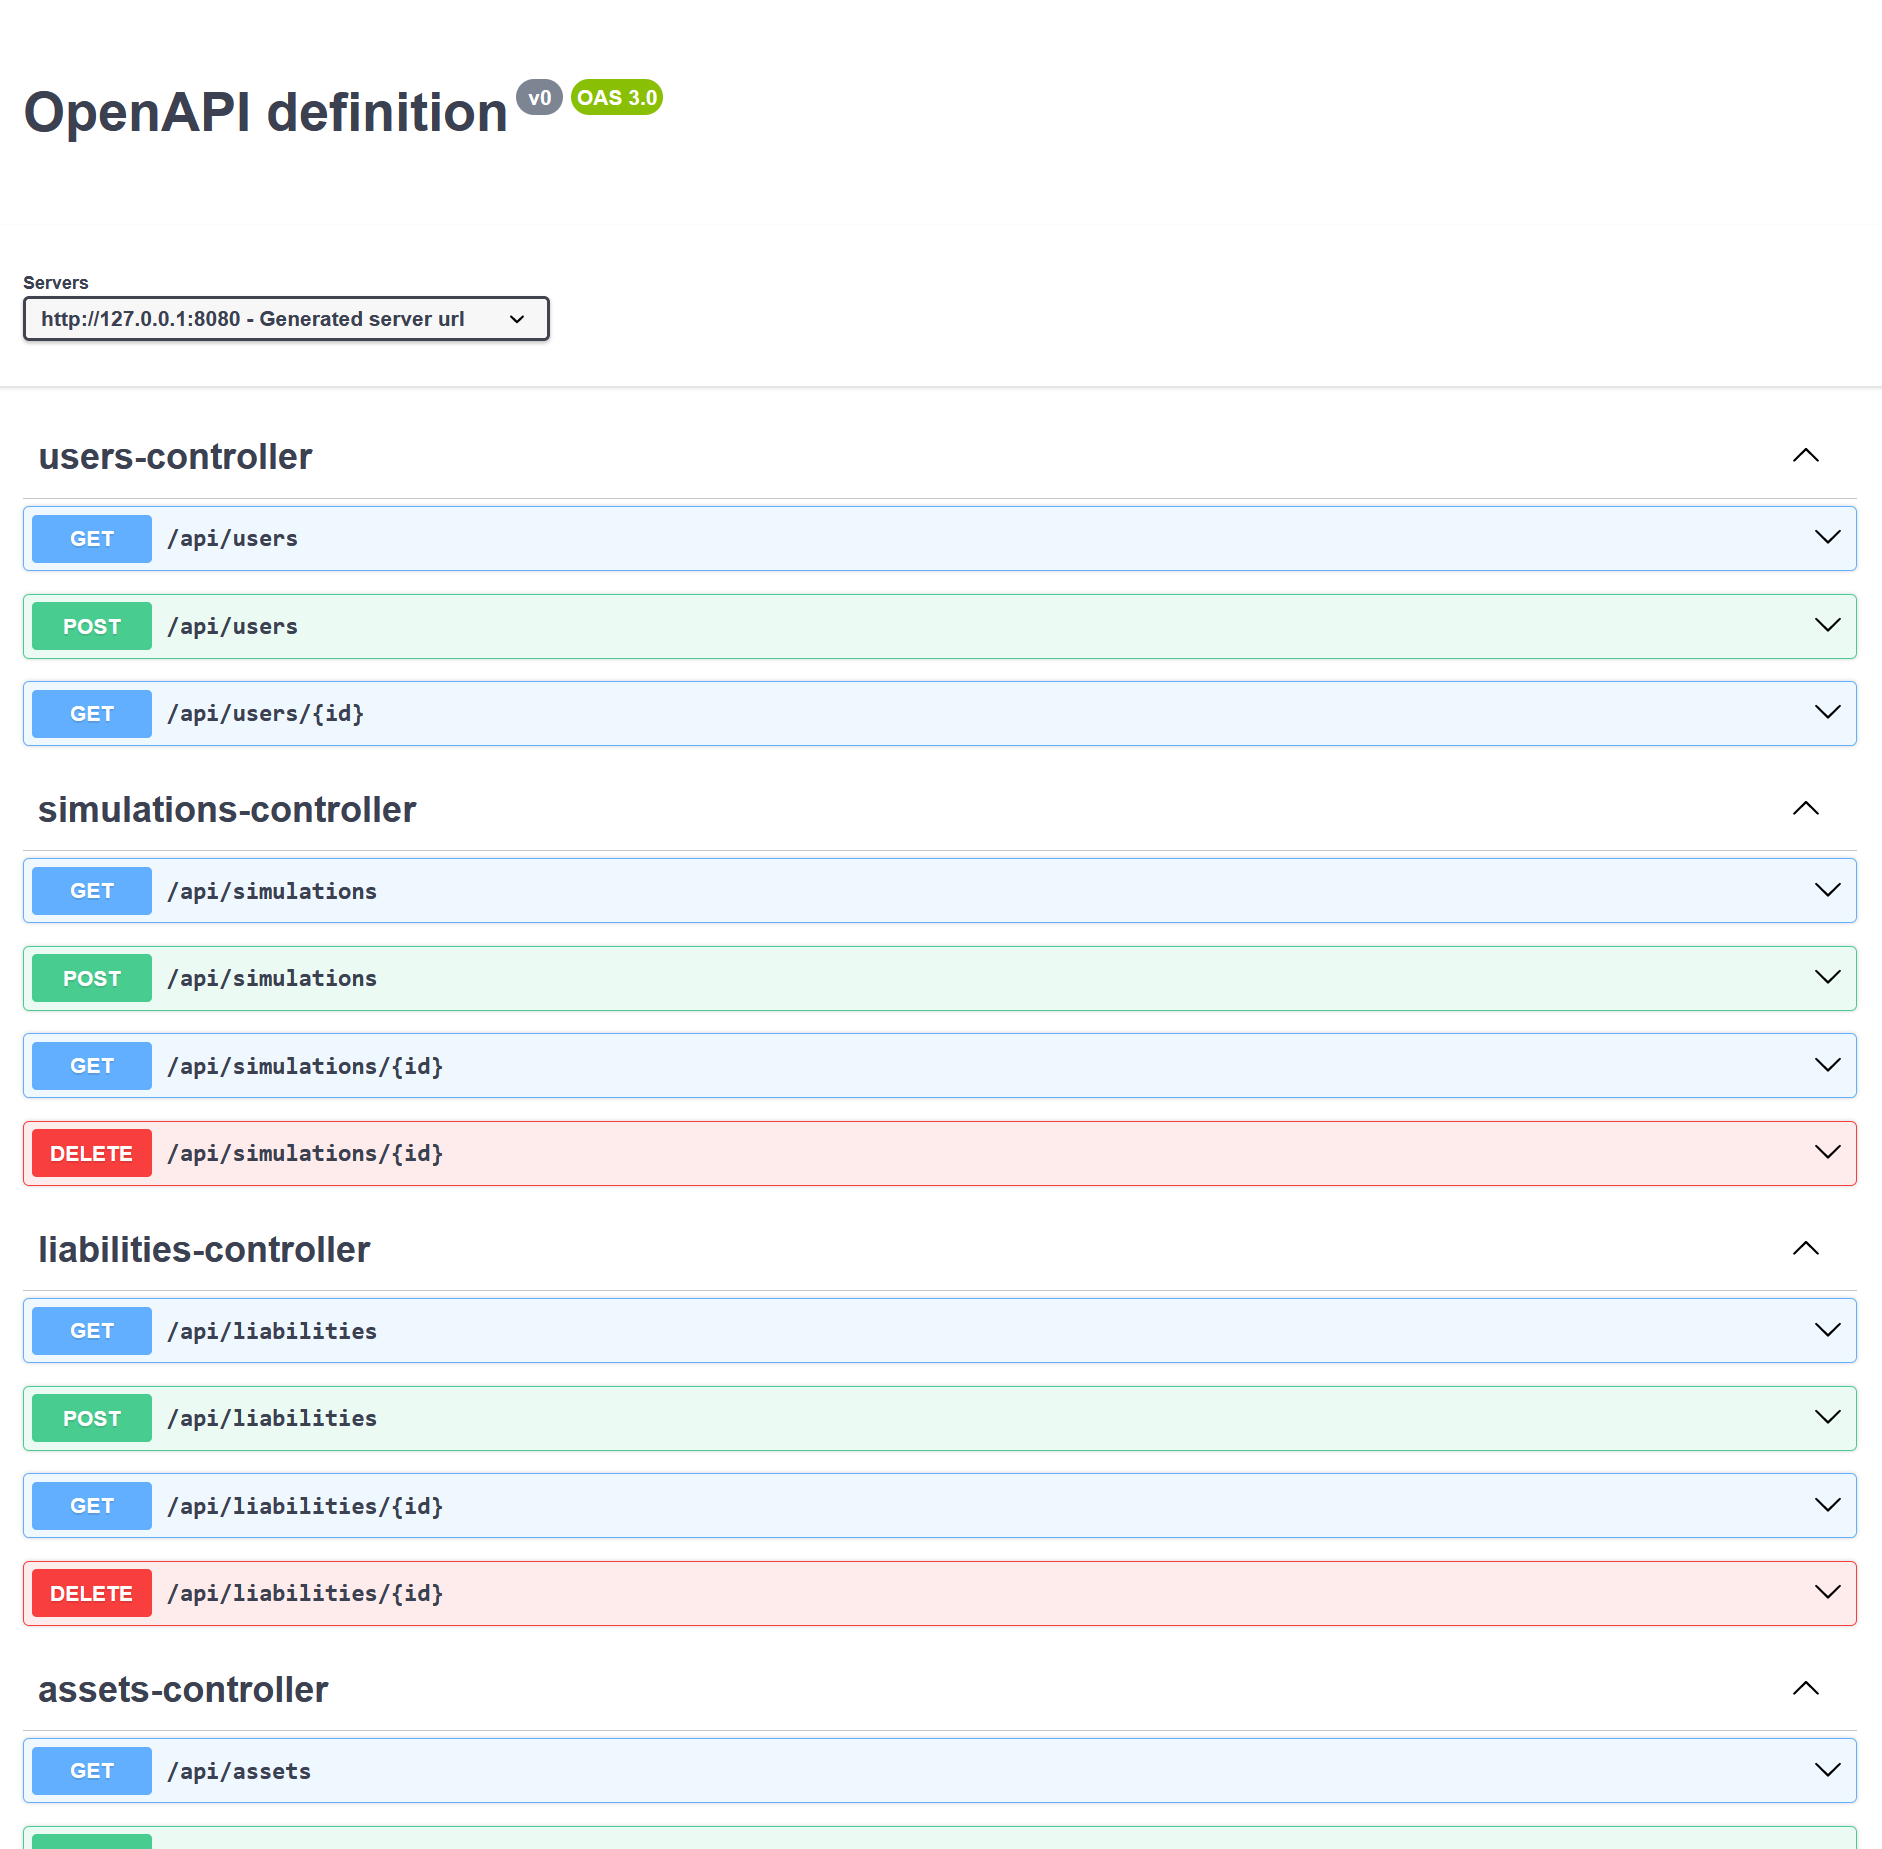 OpenAPI definition v0 OAS 3.0
Servers
http://127.0.0.1:8080 - Generated server url
users-controller
GET /api/users
POST /api/users
GET /api/users/{id}
simulations-controller
GET /api/simulations
POST /api/simulations
GET /api/simulations/{id}
DELETE /api/simulations/{id}
liabilities-controller
GET /api/liabilities
POST /api/liabilities
GET /api/liabilities/{id}
DELETE /api/liabilities/{id}
assets-controller
GET /api/assets